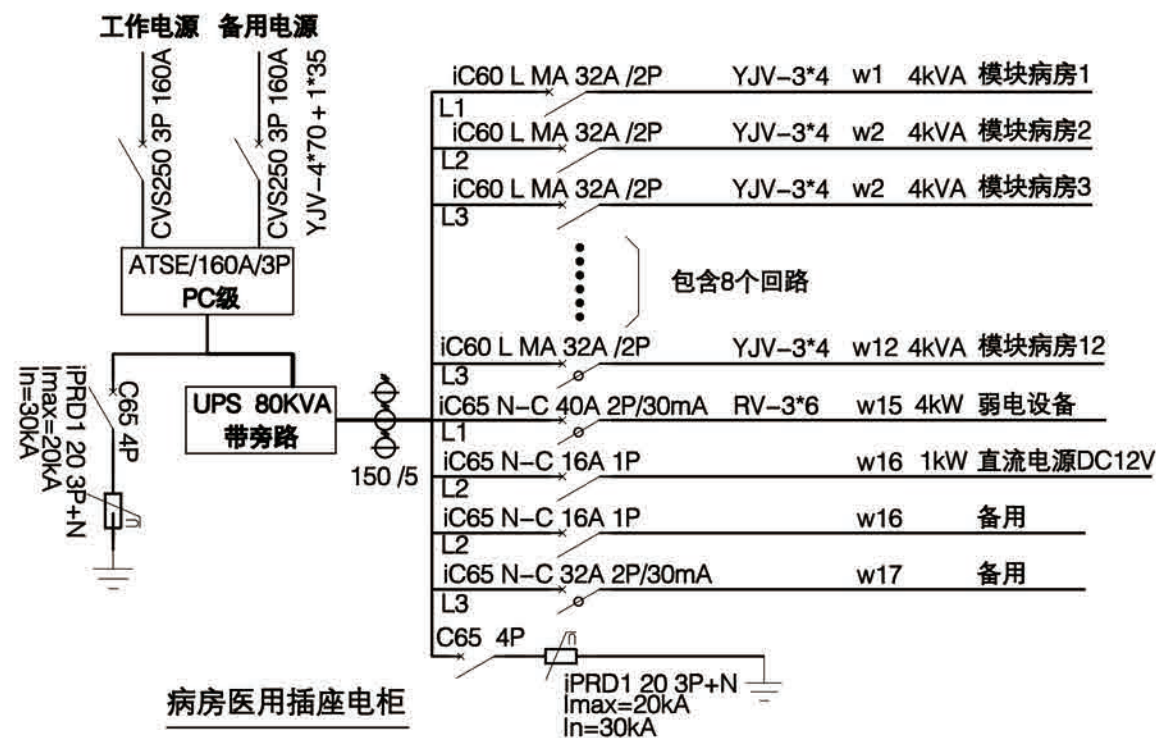 工作电源 备用电源
CVS250 3P 160A
CVS250 3P 160A
YJV-4*70 + 1*35
ATSE/160A/3P
PC级
C65 4P
iPRD1 20 3P+N
Imax=20kA
In=30kA
UPS 80KVA
带旁路
150 /5
iC60 L MA 32A /2P YJV-3*4 w1 4kVA 模块病房1
L1
iC60 L MA 32A /2P YJV-3*4 w2 4kVA 模块病房2
L2
iC60 L MA 32A /2P YJV-3*4 w2 4kVA 模块病房3
L3
包含8个回路
iC60 L MA 32A /2P YJV-3*4 w12 4kVA 模块病房12
L3
iC65 N-C 40A 2P/30mA RV-3*6 w15 4kW 弱电设备
L1
iC65 N-C 16A 1P w16 1kW 直流电源DC12V
L2
iC65 N-C 16A 1P w16 备用
L2
iC65 N-C 32A 2P/30mA w17 备用
L3
C65 4P
iPRD1 20 3P+N
Imax=20kA
In=30kA
病房医用插座电柜